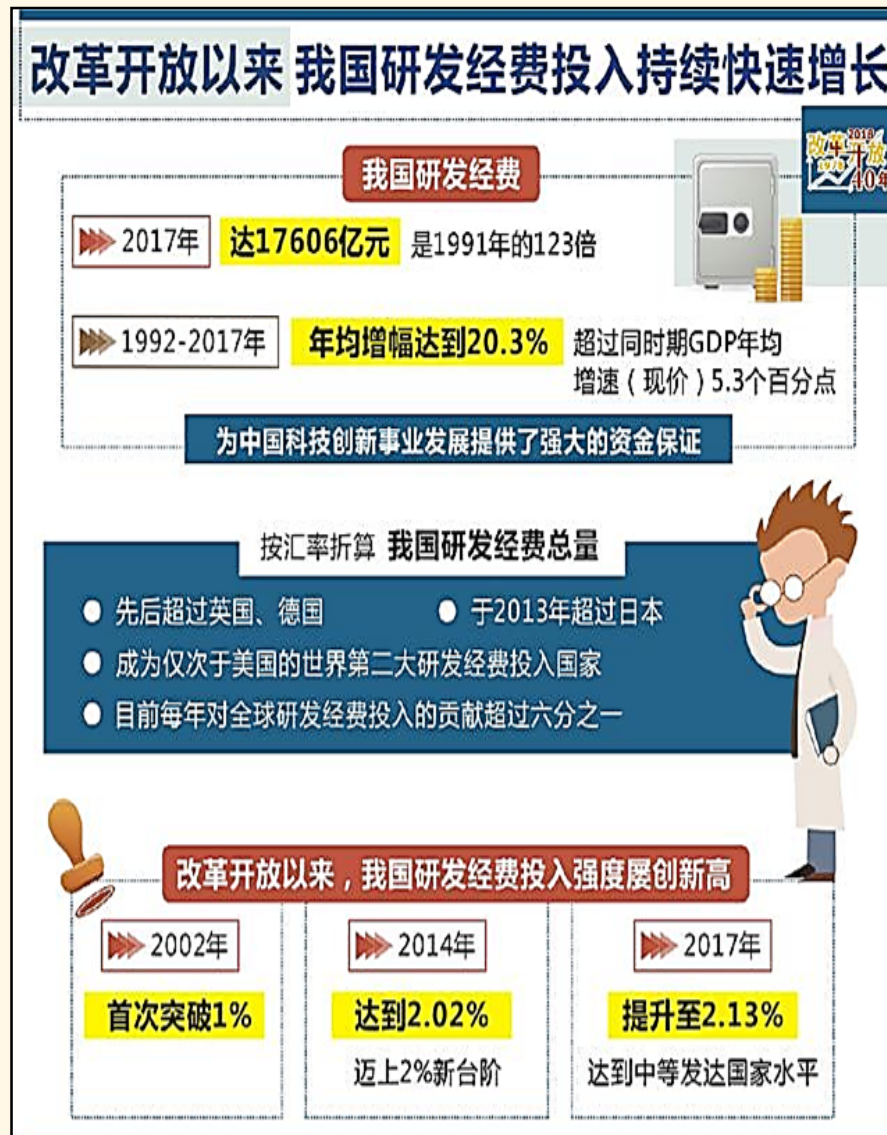 改革开放以来 我国研发经费投入持续快速增长
2018
改革开放
1978
40年
我国研发经费
2017年 达17606亿元 是1991年的123倍
1992-2017年 年均增幅达到20.3% 超过同时期GDP年均
增速（现价）5.3个百分点
为中国科技创新事业发展提供了强大的资金保证
按汇率折算 我国研发经费总量
先后超过英国、德国 于2013年超过日本
成为仅次于美国的世界第二大研发经费投入国家
目前每年对全球研发经费投入的贡献超过六分之一
改革开放以来，我国研发经费投入强度屡创新高
2002年 2014年 2017年
首次突破1% 达到2.02% 提升至2.13%
迈上2%新台阶 达到中等发达国家水平